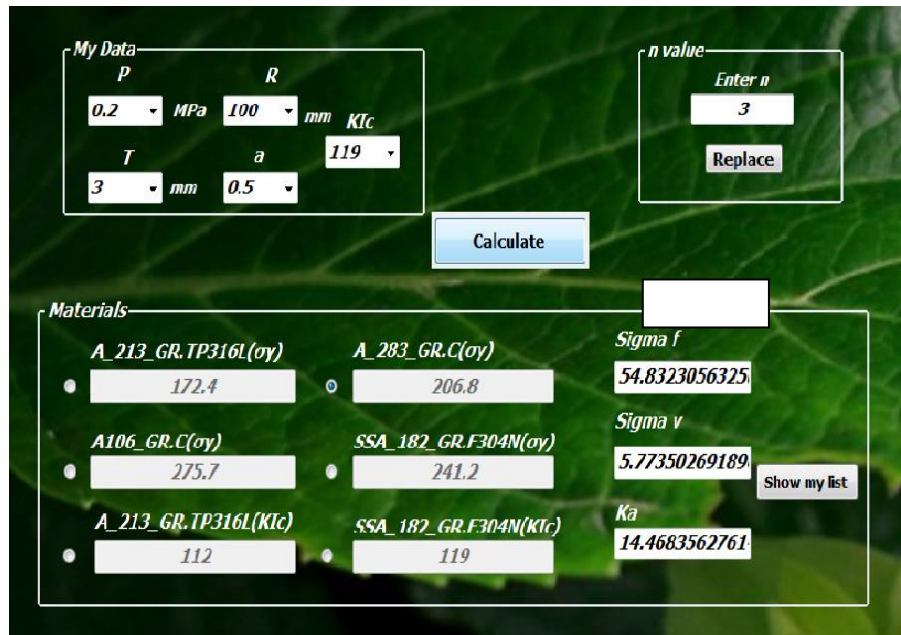 My Data
P
R
0.2
MPa
100
mm
KIc
119
T
a
3
mm
0.5
n value
Enter n
3
Replace
Calculate
Materials
A_213_GR.TP316L(σy)
172.4
A_283_GR.C(σy)
206.8
Sigma f
54.8323056325
A106_GR.C(σy)
275.7
SSA_182_GR.F304N(σy)
241.2
Sigma v
5.77350269189
Show my list
A_213_GR.TP316L(KIc)
112
SSA_182_GR.F304N(KIc)
119
Ka
14.4683562761